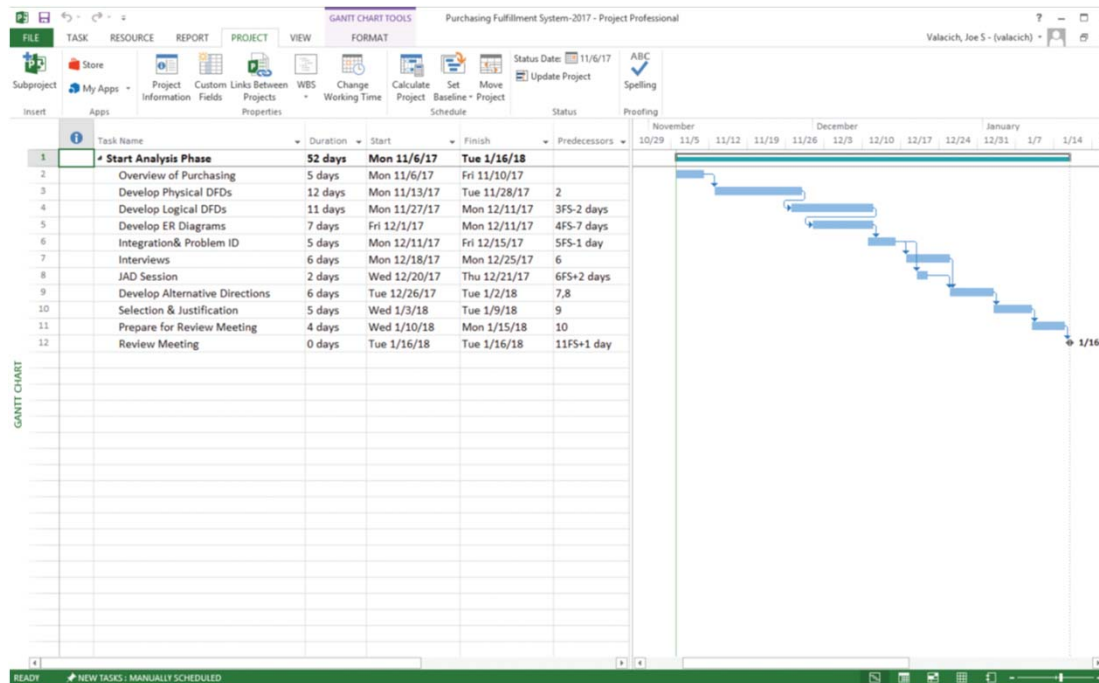 GANTT CHART TOOLS Purchasing Fulfillment System-2017 - Project Professional ?
FILE TASK RESOURCE REPORT PROJECT VIEW FORMAT Valacich, Joe S - (valacich)
Subproject
Store
My Apps
Project Information
Custom Fields
Links Between Projects
WBS
Change Working Time
Calculate Project
Set Baseline
Move Project
Status Date: 11/6/17
Update Project
ABC
Spelling
Insert Apps Properties Schedule Status Proofing
Task Name Duration Start Finish Predecessors
November December January
10/29 11/5 11/12 11/19 11/26 12/3 12/10 12/17 12/24 12/31 1/7 1/14
1 Start Analysis Phase 52 days Mon 11/6/17 Tue 1/16/18
2 Overview of Purchasing 5 days Mon 11/6/17 Fri 11/10/17
3 Develop Physical DFDs 12 days Mon 11/13/17 Tue 11/28/17 2
4 Develop Logical DFDs 11 days Mon 11/27/17 Mon 12/11/17 3FS-2 days
5 Develop ER Diagrams 7 days Fri 12/1/17 Mon 12/11/17 4FS-7 days
6 Integration& Problem ID 5 days Mon 12/11/17 Fri 12/15/17 5FS-1 day
7 Interviews 6 days Mon 12/18/17 Mon 12/25/17 6
8 JAD Session 2 days Wed 12/20/17 Thu 12/21/17 6FS+2 days
9 Develop Alternative Directions 6 days Tue 12/26/17 Tue 1/2/18 7,8
10 Selection & Justification 5 days Wed 1/3/18 Tue 1/9/18 9
11 Prepare for Review Meeting 4 days Wed 1/10/18 Mon 1/15/18 10
12 Review Meeting 0 days Tue 1/16/18 Tue 1/16/18 11FS+1 day
1/16
GANTT CHART
READY NEW TASKS : MANUALLY SCHEDULED